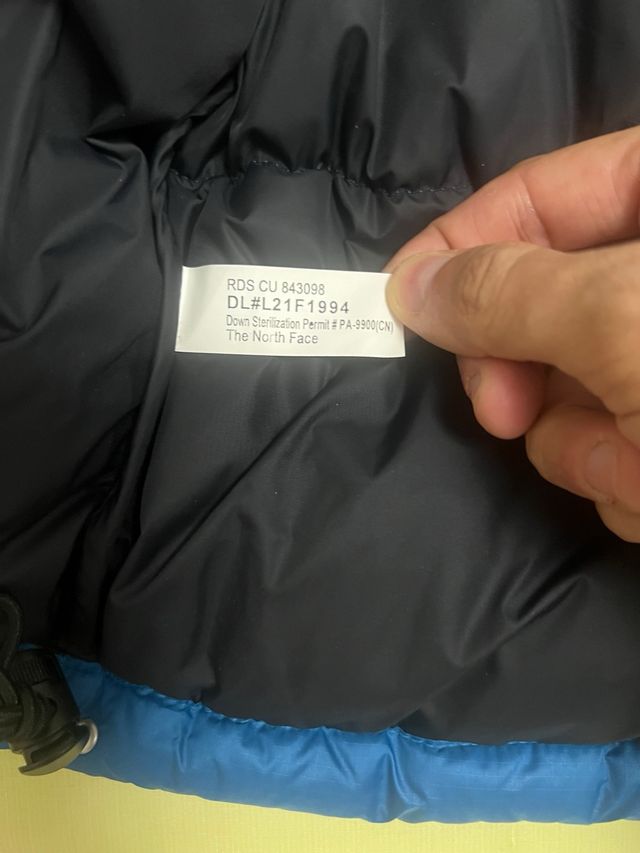 RDS CU 843098
DL#L21F1994
Down Sterilization Permit # PA-9900(CN)
The North Face